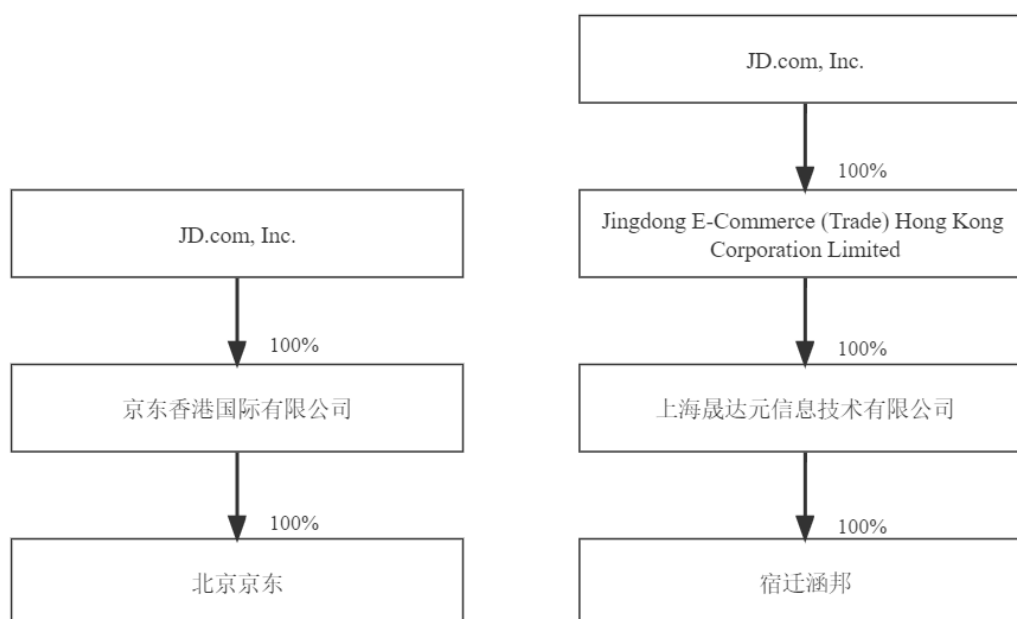 JD.com, Inc.
100%
京东香港国际有限公司
100%
北京京东
JD.com, Inc.
100%
Jingdong E-Commerce (Trade) Hong Kong
Corporation Limited
100%
上海晟达元信息技术有限公司
100%
宿迁涵邦